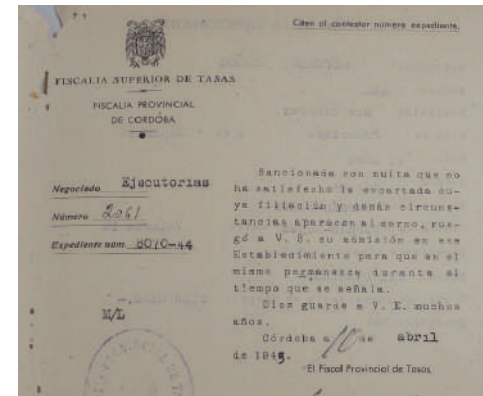 Citen al contestar número expediente.
FISCALIA SUPERIOR DE TASAS
FISCALIA PROVINCIAL
DE CORDOBA
Negociado Ejecutorias
Número 2061
Expediente núm. 8010-44
Sancionada con multa que no
ha satisfecho la encartada cu-
ya filiación y demás circuns-
tancias aparecen al dorso, rue-
go a V. S. su admisión en ese
Establecimiento para que en el
mismo permanezca durante el
tiempo que se señala.
Dios guarde a V. E. muchos
años.
M/L
Córdoba a 10 de abril
de 1945.
El Fiscal Provincial de Tasas,